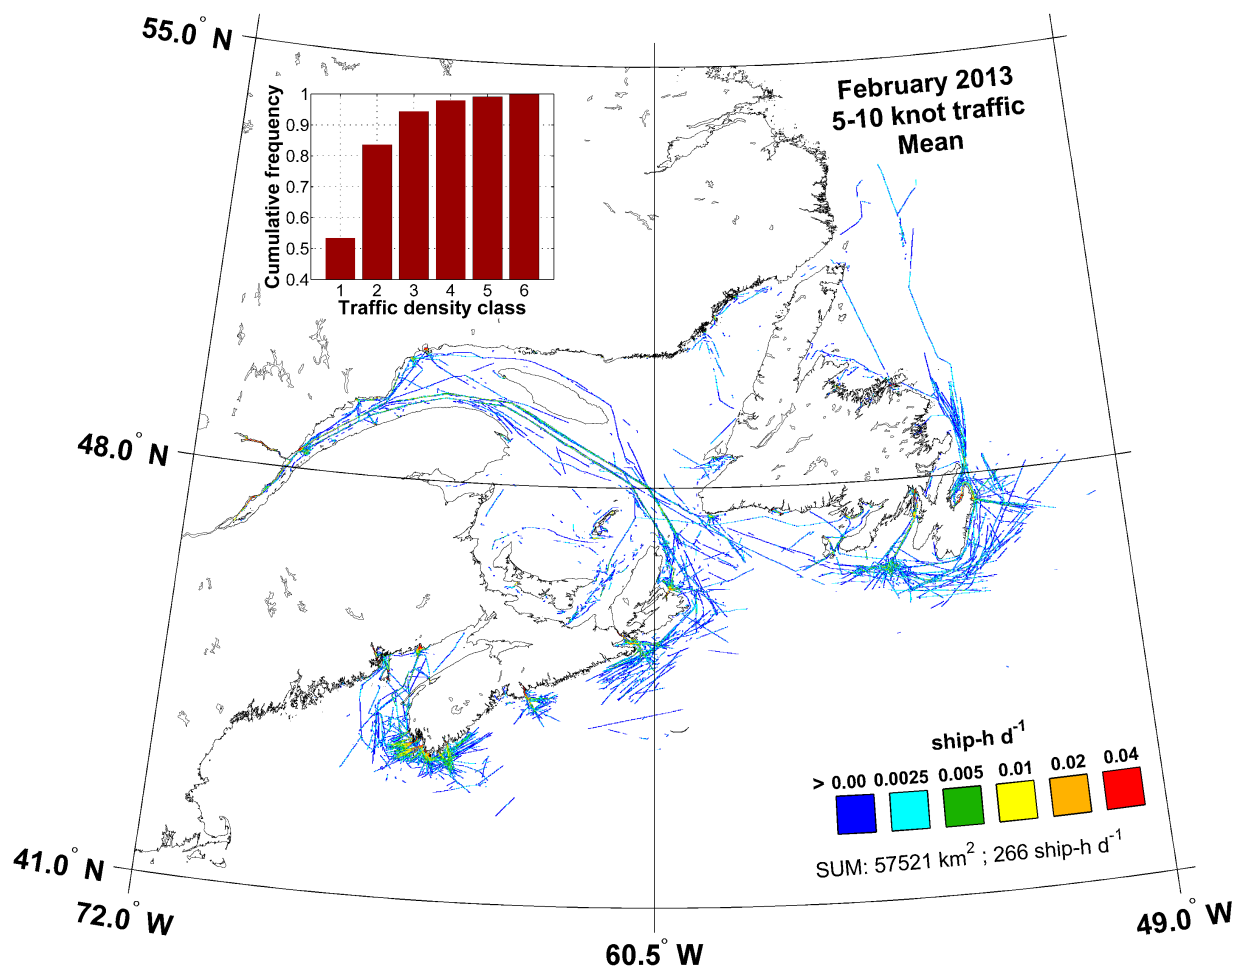 55.0° N
February 2013
5-10 knot traffic
Mean
Cumulative frequency
1
0.9
0.8
0.7
0.6
0.5
0.4
1 2 3 4 5 6
Traffic density class
48.0° N
ship-h d-1
> 0.00 0.0025 0.005 0.01 0.02 0.04
SUM: 57521 km2 ; 266 ship-h d-1
41.0° N
72.0° W
60.5° W
49.0° W